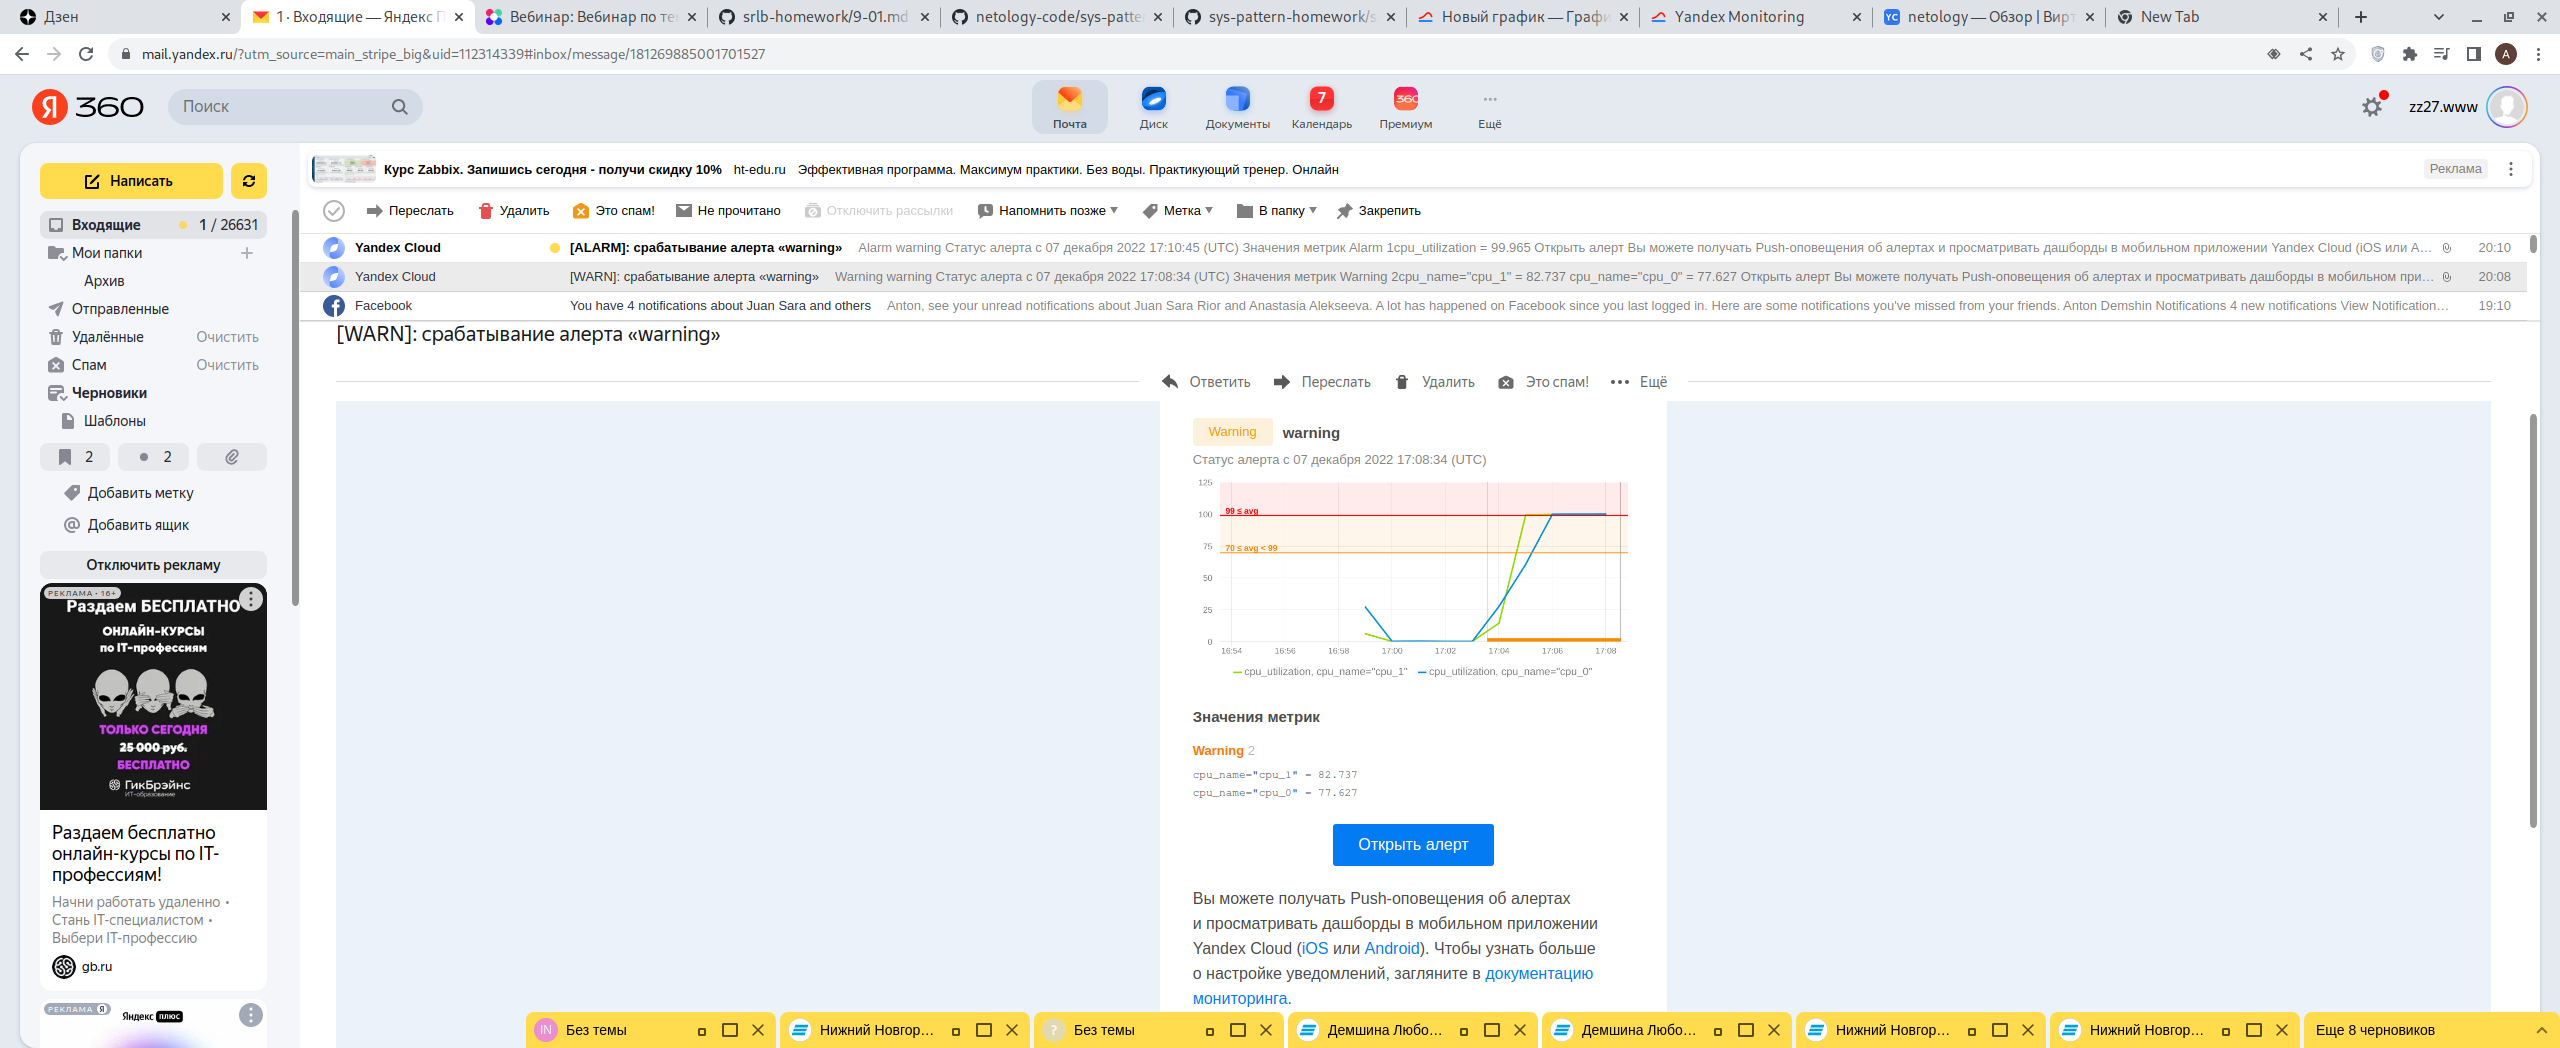 Дзен
1 · Входящие — Яндекс П
Вебинар: Вебинар по те
srlb-homework/9-01.md
netology-code/sys-patte
sys-pattern-homework/s
Новый график — Графи
Yandex Monitoring
netology — Обзор | Вирт
New Tab
mail.yandex.ru/?utm_source=main_stripe_big&uid=112314339#inbox/message/181269885001701527
A
Я 360
Поиск
Почта
Диск
Документы
7
Календарь
360
Премиум
Ещё
zz27.www
Написать
Входящие 1 / 26631
Мои папки
Архив
Отправленные
Удалённые Очистить
Спам Очистить
Черновики
Шаблоны
2 2
Добавить метку
Добавить ящик
Отключить рекламу
РЕКЛАМА • 16+
Раздаем БЕСПЛАТНО
ОНЛАЙН-КУРСЫ
по IT-профессиям
ТОЛЬКО СЕГОДНЯ
25 000 руб.
БЕСПЛАТНО
ГикБрэйнс
ИТ-образование
Раздаем бесплатно
онлайн-курсы по IT-
профессиям!
Начни работать удаленно •
Стань IT-специалистом •
Выбери IT-профессию
gb.ru
РЕКЛАМА Я
Яндекс плюс
Курс Zabbix. Запишись сегодня - получи скидку 10% ht-edu.ru Эффективная программа. Максимум практики. Без воды. Практикующий тренер. Онлайн Реклама
Переслать Удалить Это спам! Не прочитано Отключить рассылки Напомнить позже Метка В папку Закрепить
Yandex Cloud [ALARM]: срабатывание алерта «warning» Alarm warning Статус алерта с 07 декабря 2022 17:10:45 (UTC) Значения метрик Alarm 1cpu_utilization = 99.965 Открыть алерт Вы можете получать Push-оповещения об алертах и просматривать дашборды в мобильном приложении Yandex Cloud (iOS или A... 20:10
Yandex Cloud [WARN]: срабатывание алерта «warning» Warning warning Статус алерта с 07 декабря 2022 17:08:34 (UTC) Значения метрик Warning 2cpu_name="cpu_1" = 82.737 cpu_name="cpu_0" = 77.627 Открыть алерт Вы можете получать Push-оповещения об алертах и просматривать дашборды в мобильном при... 20:08
Facebook You have 4 notifications about Juan Sara and others Anton, see your unread notifications about Juan Sara Rior and Anastasia Alekseeva. A lot has happened on Facebook since you last logged in. Here are some notifications you've missed from your friends. Anton Demshin Notifications 4 new notifications View Notification... 19:10
[WARN]: срабатывание алерта «warning»
Ответить Переслать Удалить Это спам! Ещё
Warning warning
Статус алерта с 07 декабря 2022 17:08:34 (UTC)
125
99 ≤ avg
100
75
70 ≤ avg < 99
50
25
0
16:54 16:56 16:58 17:00 17:02 17:04 17:06 17:08
cpu_utilization, cpu_name="cpu_1" cpu_utilization, cpu_name="cpu_0"
Значения метрик
Warning 2
cpu_name="cpu_1" = 82.737
cpu_name="cpu_0" = 77.627
Открыть алерт
Вы можете получать Push-оповещения об алертах
и просматривать дашборды в мобильном приложении
Yandex Cloud (iOS или Android). Чтобы узнать больше
о настройке уведомлений, загляните в документацию
мониторинга.
IN Без темы
Нижний Новгор...
? Без темы
Демшина Любо...
Демшина Любо...
Нижний Новгор...
Нижний Новгор...
Еще 8 черновиков